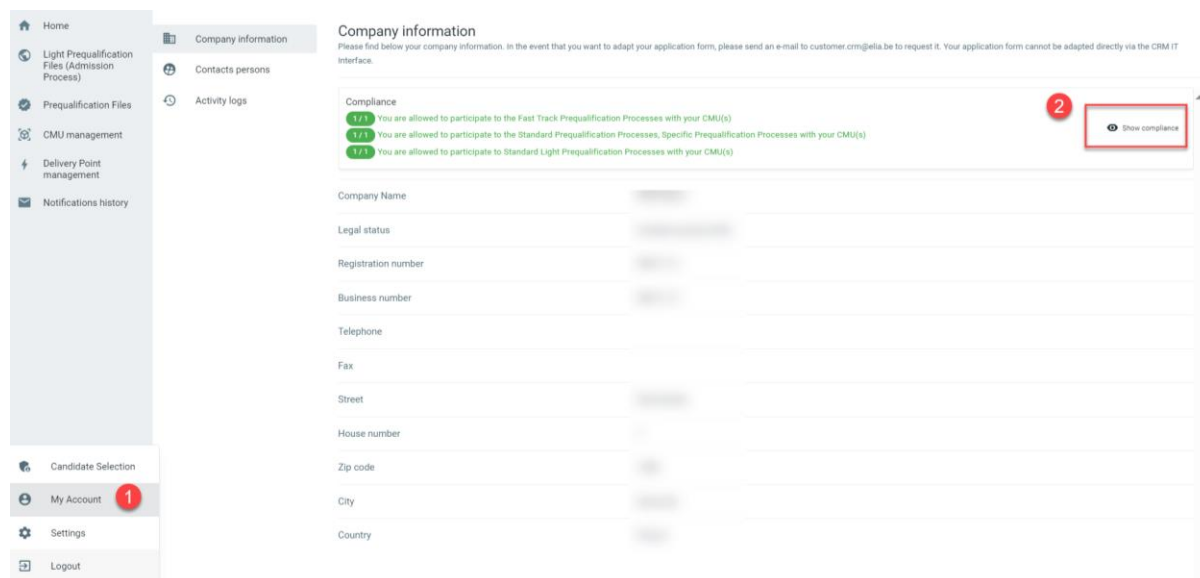 Home
Light Prequalification
Files (Admission
Process)
Prequalification Files
CMU management
Delivery Point
management
Notifications history
Candidate Selection
My Account
1
Settings
Logout
Company information
Contacts persons
Activity logs
Company information
Please find below your company information. In the event that you want to adapt your application form, please send an e-mail to customer.crm@elia.be to request it. Your application form cannot be adapted directly via the CRM IT
interface.
Compliance
1 / 1 You are allowed to participate to the Fast Track Prequalification Processes with your CMU(s)
1 / 1 You are allowed to participate to the Standard Prequalification Processes, Specific Prequalification Processes with your CMU(s)
1 / 1 You are allowed to participate to Standard Light Prequalification Processes with your CMU(s)
2
Show compliance
Company Name
Legal status
Registration number
Business number
Telephone
Fax
Street
House number
Zip code
City
Country